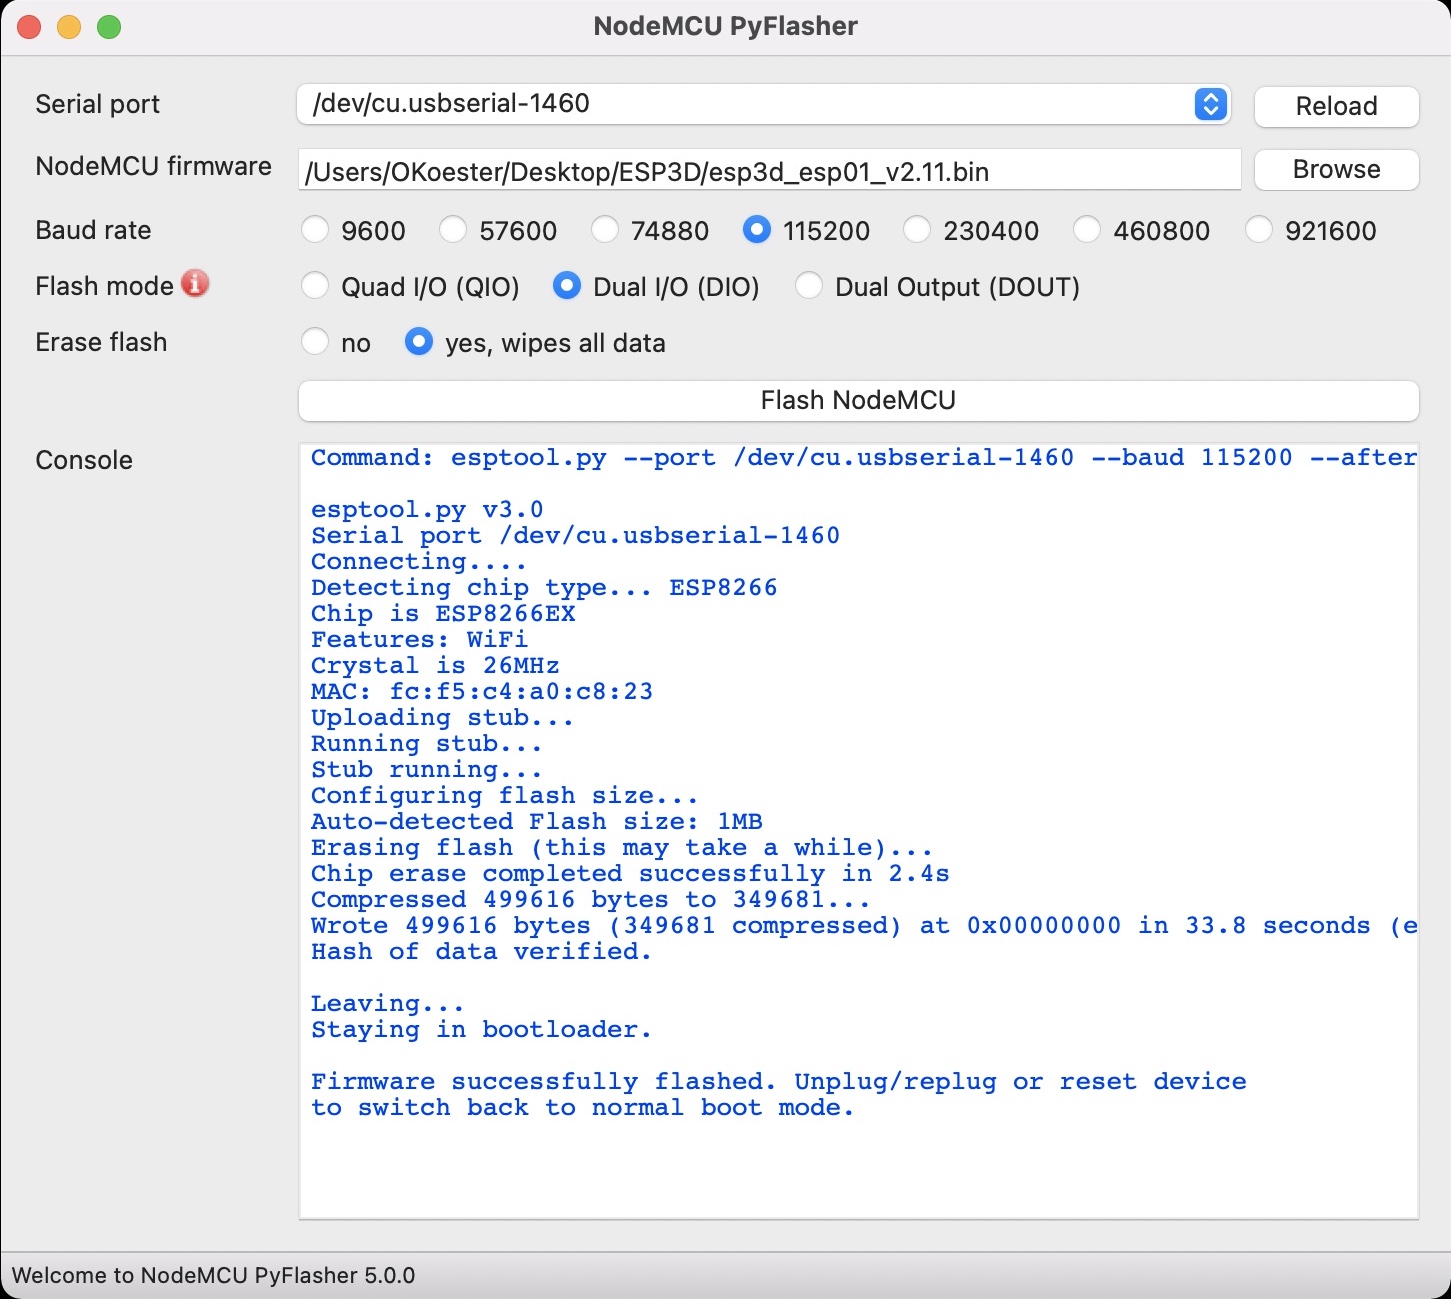 NodeMCU PyFlasher
Serial port /dev/cu.usbserial-1460 Reload
NodeMCU firmware /Users/OKoester/Desktop/ESP3D/esp3d_esp01_v2.11.bin Browse
Baud rate 9600 57600 74880 115200 230400 460800 921600
Flash mode Quad I/O (QIO) Dual I/O (DIO) Dual Output (DOUT)
Erase flash no yes, wipes all data
Flash NodeMCU
Console
Command: esptool.py --port /dev/cu.usbserial-1460 --baud 115200 --after
esptool.py v3.0
Serial port /dev/cu.usbserial-1460
Connecting....
Detecting chip type... ESP8266
Chip is ESP8266EX
Features: WiFi
Crystal is 26MHz
MAC: fc:f5:c4:a0:c8:23
Uploading stub...
Running stub...
Stub running...
Configuring flash size...
Auto-detected Flash size: 1MB
Erasing flash (this may take a while)...
Chip erase completed successfully in 2.4s
Compressed 499616 bytes to 349681...
Wrote 499616 bytes (349681 compressed) at 0x00000000 in 33.8 seconds (e
Hash of data verified.
Leaving...
Staying in bootloader.
Firmware successfully flashed. Unplug/replug or reset device
to switch back to normal boot mode.
Welcome to NodeMCU PyFlasher 5.0.0